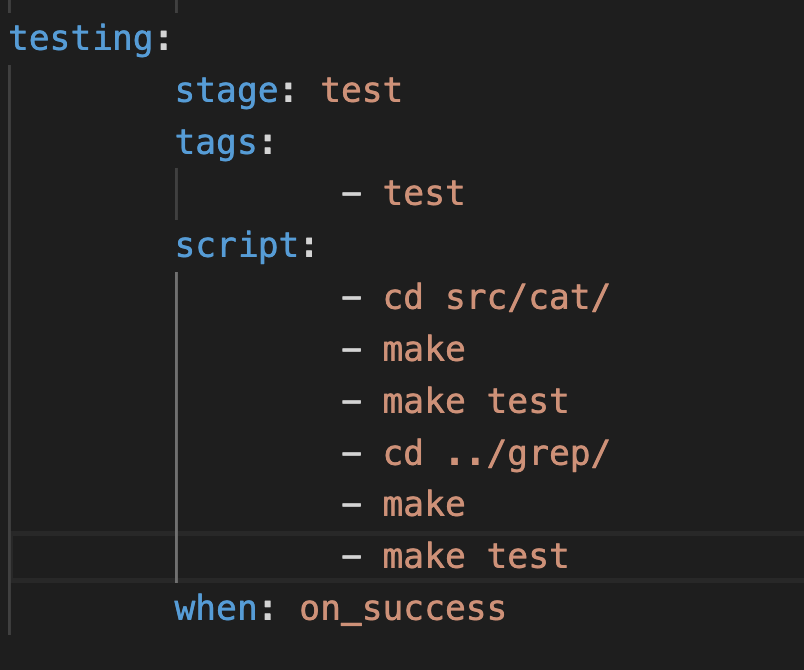 testing:
stage: test
tags:
- test
script:
- cd src/cat/
- make
- make test
- cd ../grep/
- make
- make test
when: on_success